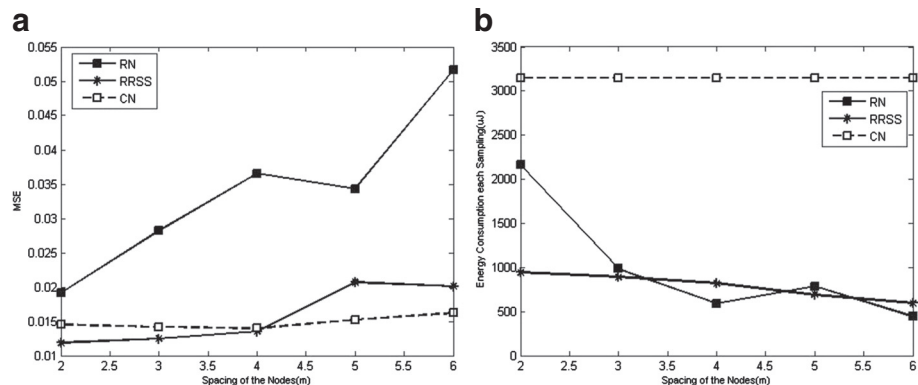 a
0.055
0.05
0.045
0.04
0.035
0.03
0.025
0.02
0.015
0.01
MSE
RN
RRSS
CN
2 2.5 3 3.5 4 4.5 5 5.5 6
Spacing of the Nodes(m)
b
3500
3000
2500
2000
1500
1000
500
0
Energy Consumption each Sampling(uJ)
RN
RRSS
CN
2 2.5 3 3.5 4 4.5 5 5.5 6
Spacing of the Nodes(m)